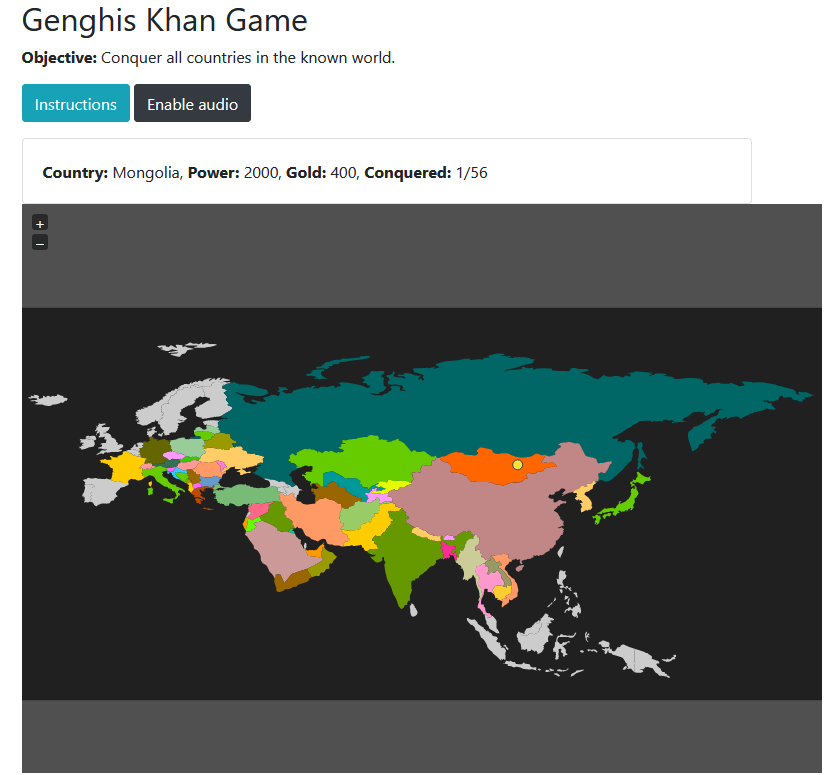 Genghis Khan Game
Objective: Conquer all countries in the known world.
Instructions Enable audio
Country: Mongolia, Power: 2000, Gold: 400, Conquered: 1/56
+
−